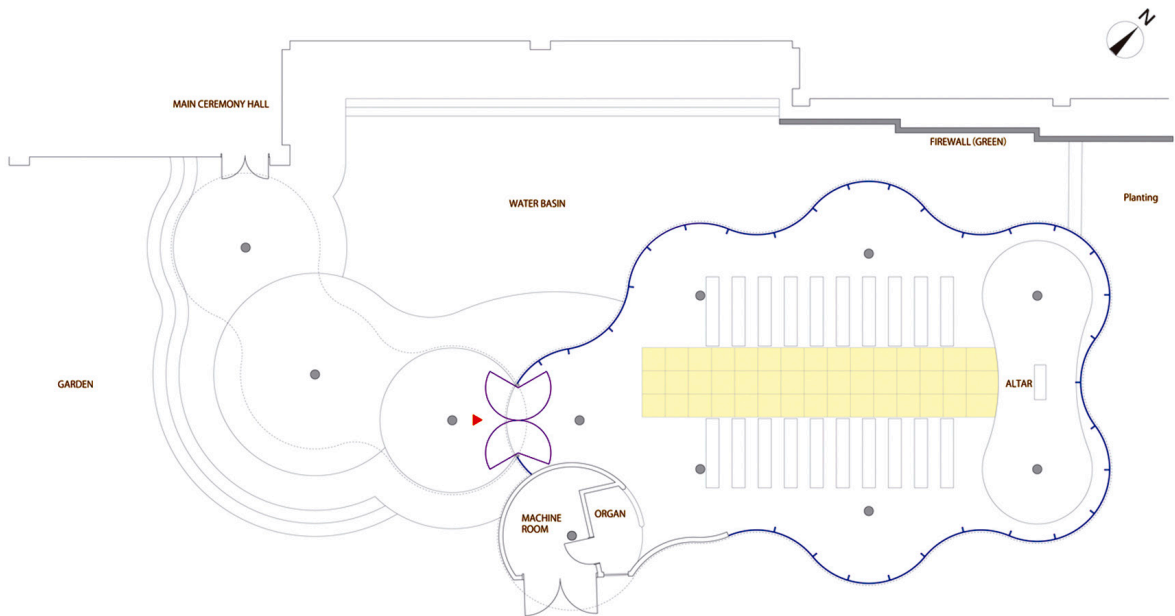 N
MAIN CEREMONY HALL
FIREWALL (GREEN)
Planting
WATER BASIN
GARDEN
ALTAR
MACHINE
ROOM
ORGAN